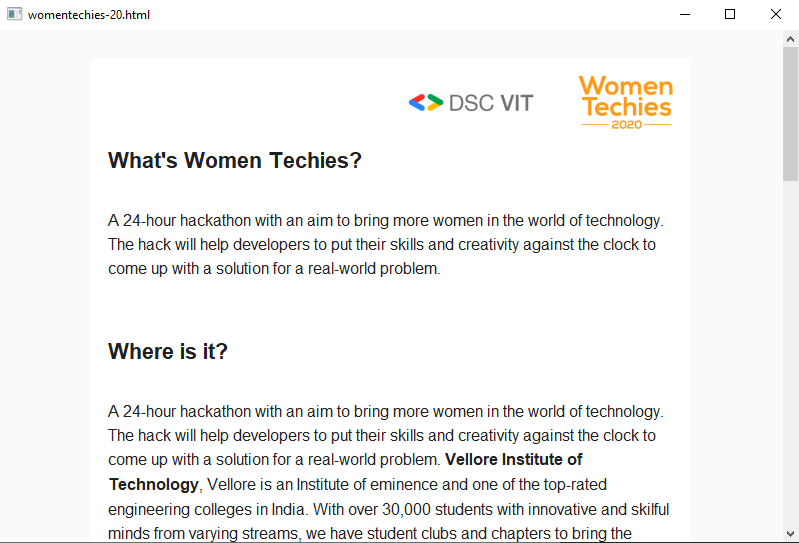 womentechies-20.html
DSC VIT
Women
Techies
2020
What's Women Techies?
A 24-hour hackathon with an aim to bring more women in the world of technology.
The hack will help developers to put their skills and creativity against the clock to
come up with a solution for a real-world problem.
Where is it?
A 24-hour hackathon with an aim to bring more women in the world of technology.
The hack will help developers to put their skills and creativity against the clock to
come up with a solution for a real-world problem. Vellore Institute of
Technology, Vellore is an Institute of eminence and one of the top-rated
engineering colleges in India. With over 30,000 students with innovative and skilful
minds from varying streams, we have student clubs and chapters to bring the